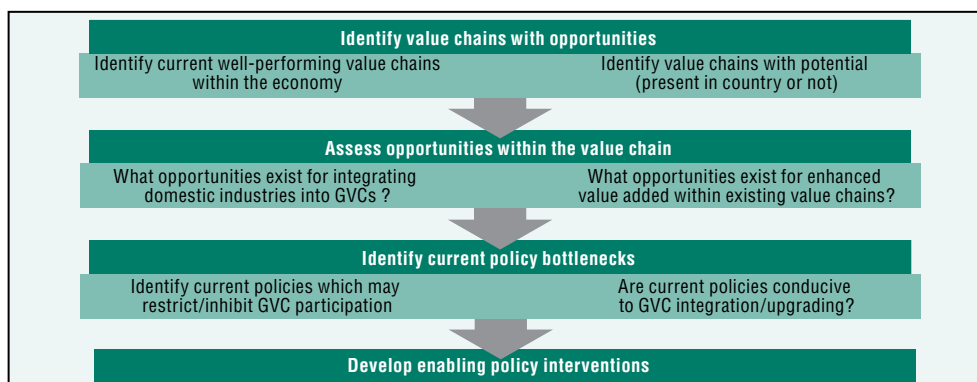 Identify value chains with opportunities
Identify current well-performing value chains
within the economy
Identify value chains with potential
(present in country or not)
Assess opportunities within the value chain
What opportunities exist for integrating
domestic industries into GVCs ?
What opportunities exist for enhanced
value added within existing value chains?
Identify current policy bottlenecks
Identify current policies which may
restrict/inhibit GVC participation
Are current policies conducive
to GVC integration/upgrading?
Develop enabling policy interventions